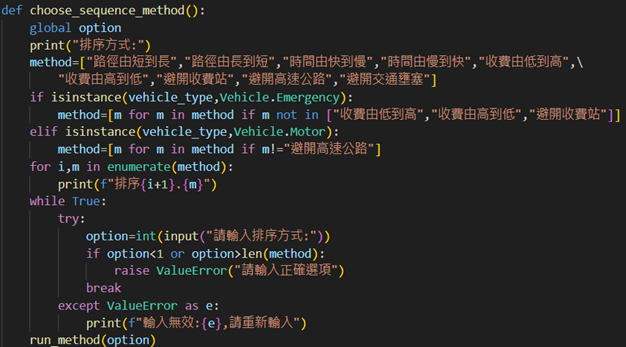 def choose_sequence_method():
    global option
    print("排序方式:")
    method=["路徑由短到長","路徑由長到短","時間由快到慢","時間由慢到快","收費由低到高",\
        "收費由高到低","避開收費站","避開高速公路","避開交通壅塞"]
    if isinstance(vehicle_type,Vehicle.Emergency):
        method=[m for m in method if m not in ["收費由低到高","收費由高到低","避開收費站"]]
    elif isinstance(vehicle_type,Vehicle.Motor):
        method=[m for m in method if m!="避開高速公路"]
    for i,m in enumerate(method):
        print(f"排序{i+1}.{m}")
    while True:
        try:
            option=int(input("請輸入排序方式:"))
            if option<1 or option>len(method):
                raise ValueError("請輸入正確選項")
            break
        except ValueError as e:
            print(f"輸入無效:{e},請重新輸入")
    run_method(option)